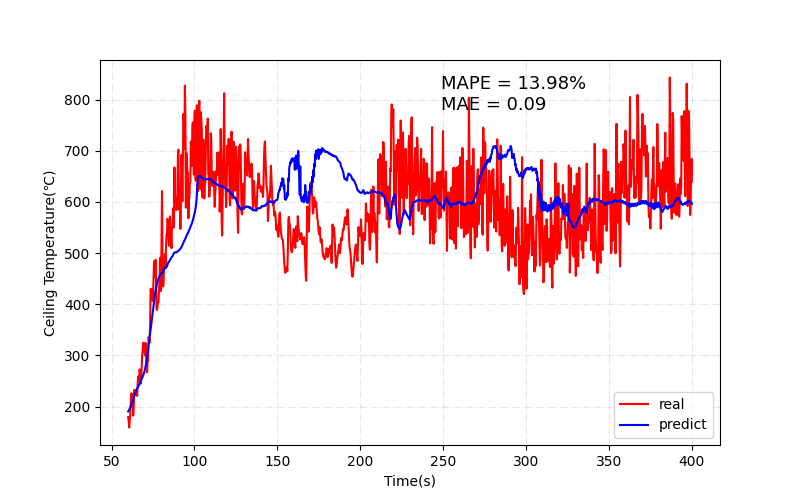 MAPE = 13.98%
MAE = 0.09
Ceiling Temperature(℃)
800
700
600
500
400
300
200
50
100
150
200
250
300
350
400
Time(s)
real
predict